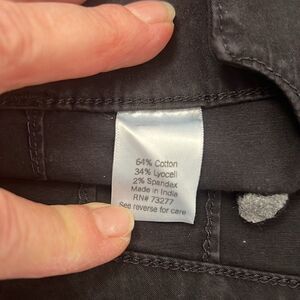 64% Cotton
34% Lyocell
2% Spandex
Made in India
RN# 73277
See reverse for care